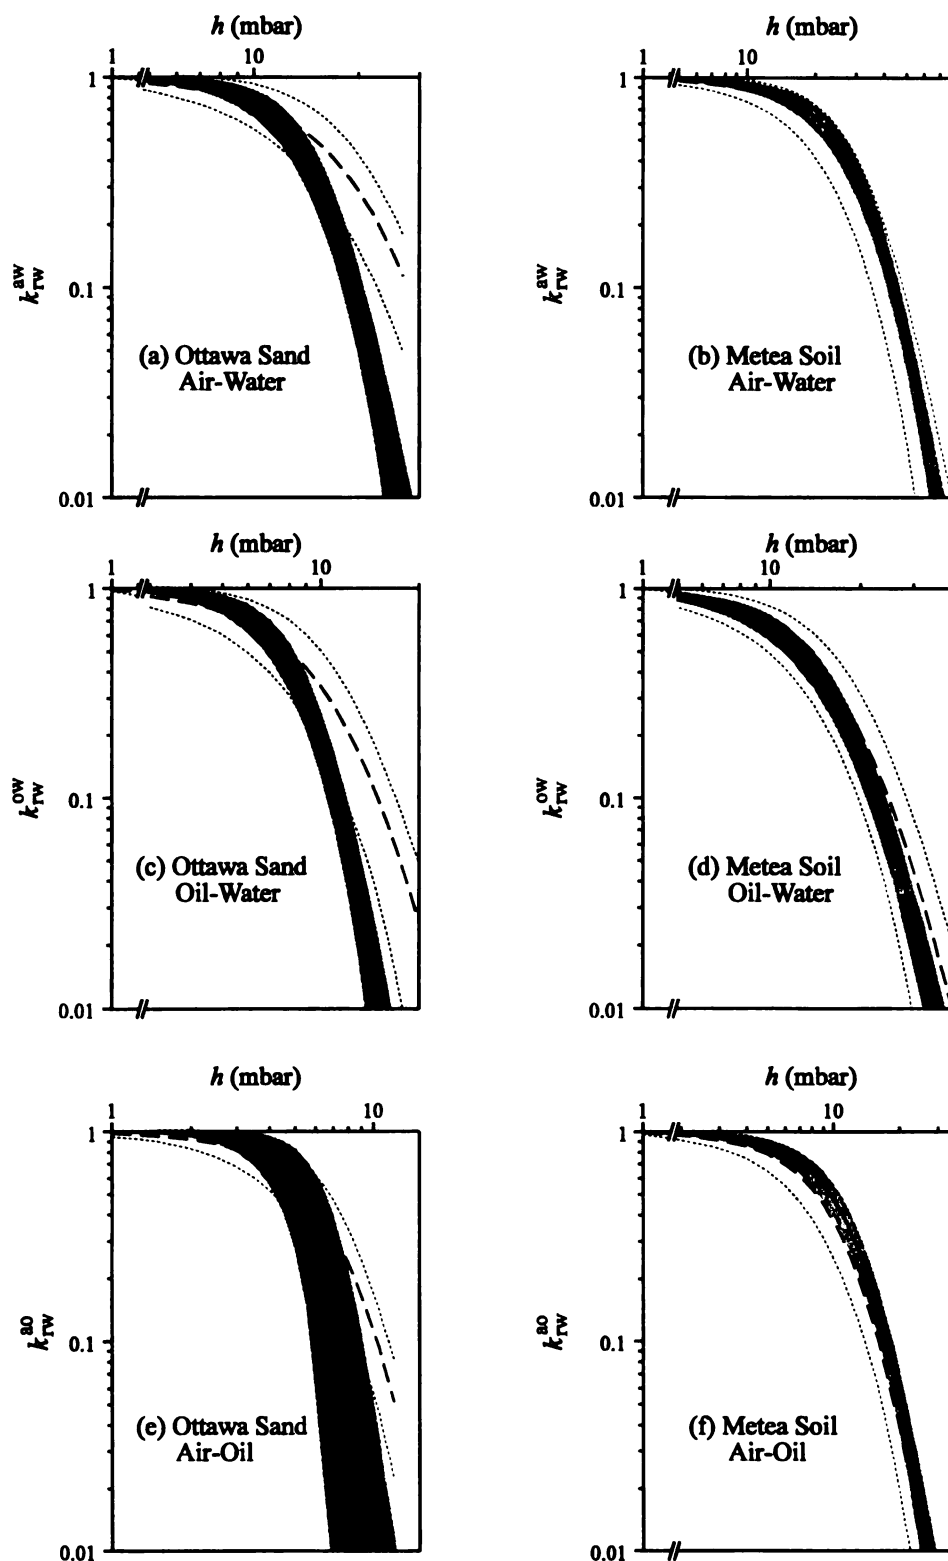 h (mbar)
1 10
1
0.1
0.01
k_rw^aw
(a) Ottawa Sand
Air-Water
h (mbar)
1 10
1
0.1
0.01
k_rw^aw
(b) Metea Soil
Air-Water
h (mbar)
1 10
1
0.1
0.01
k_rw^ow
(c) Ottawa Sand
Oil-Water
h (mbar)
1 10
1
0.1
0.01
k_rw^ow
(d) Metea Soil
Oil-Water
h (mbar)
1 10
1
0.1
0.01
k_rw^ao
(e) Ottawa Sand
Air-Oil
h (mbar)
1 10
1
0.1
0.01
k_rw^ao
(f) Metea Soil
Air-Oil